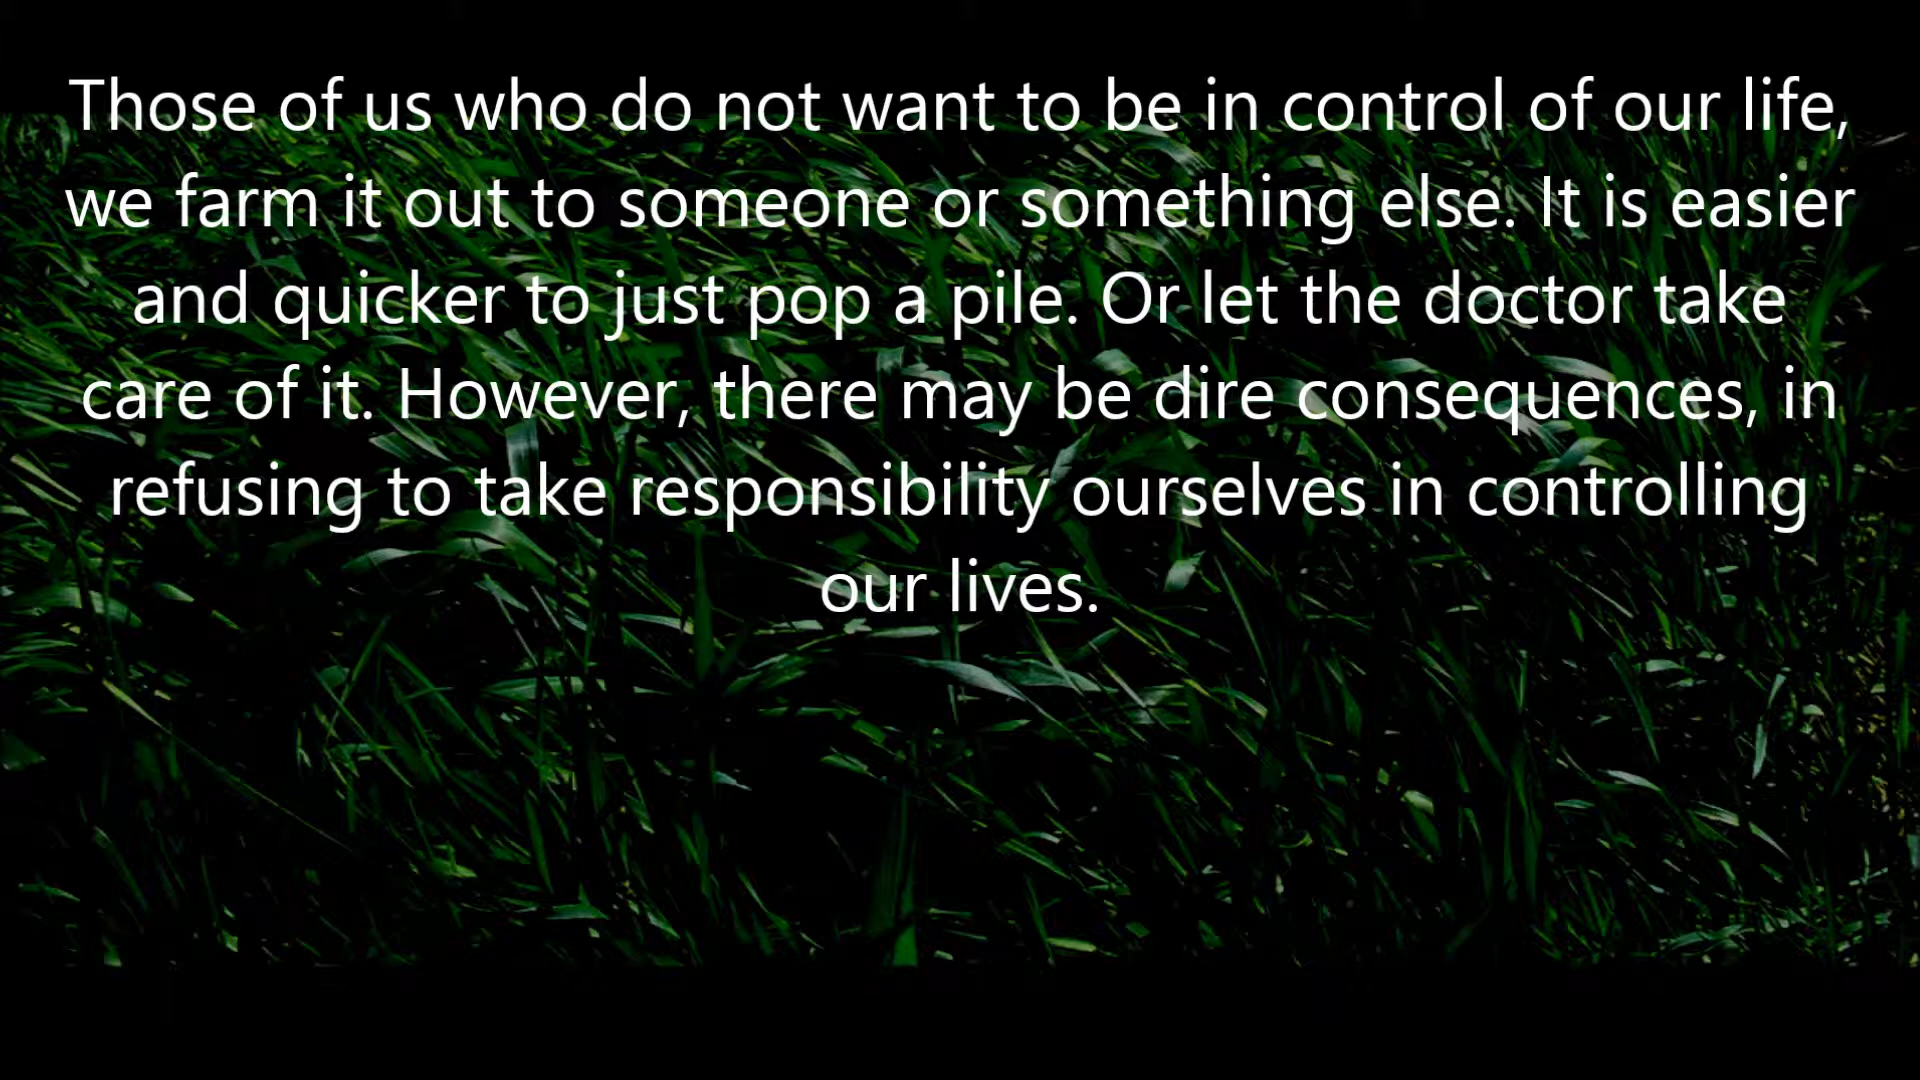 Those of us who do not want to be in control of our life,
we farm it out to someone or something else. It is easier
and quicker to just pop a pile. Or let the doctor take
care of it. However, there may be dire consequences, in
refusing to take responsibility ourselves in controlling
our lives.